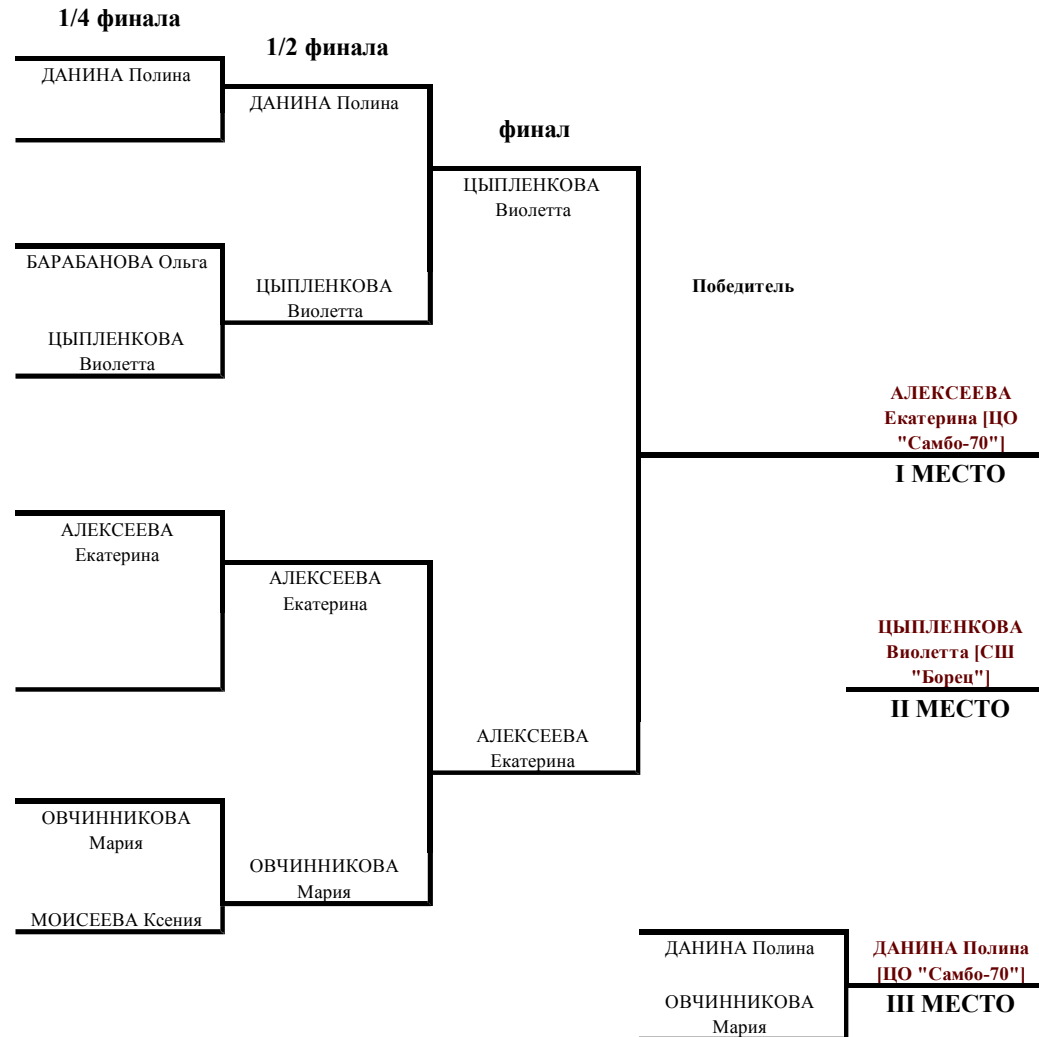 1/4 финала
1/2 финала
ДАНИНА Полина
ДАНИНА Полина
финал
ЦЫПЛЕНКОВА
Виолетта
БАРАБАНОВА Ольга
ЦЫПЛЕНКОВА
Виолетта
Победитель
ЦЫПЛЕНКОВА
Виолетта
АЛЕКСЕЕВА
Екатерина [ЦО
"Самбо-70"]
I МЕСТО
АЛЕКСЕЕВА
Екатерина
АЛЕКСЕЕВА
Екатерина
ЦЫПЛЕНКОВА
Виолетта [СШ
"Борец"]
II МЕСТО
АЛЕКСЕЕВА
Екатерина
ОВЧИННИКОВА
Мария
ОВЧИННИКОВА
Мария
МОИСЕЕВА Ксения
ДАНИНА Полина
ДАНИНА Полина
[ЦО "Самбо-70"]
III МЕСТО
ОВЧИННИКОВА
Мария